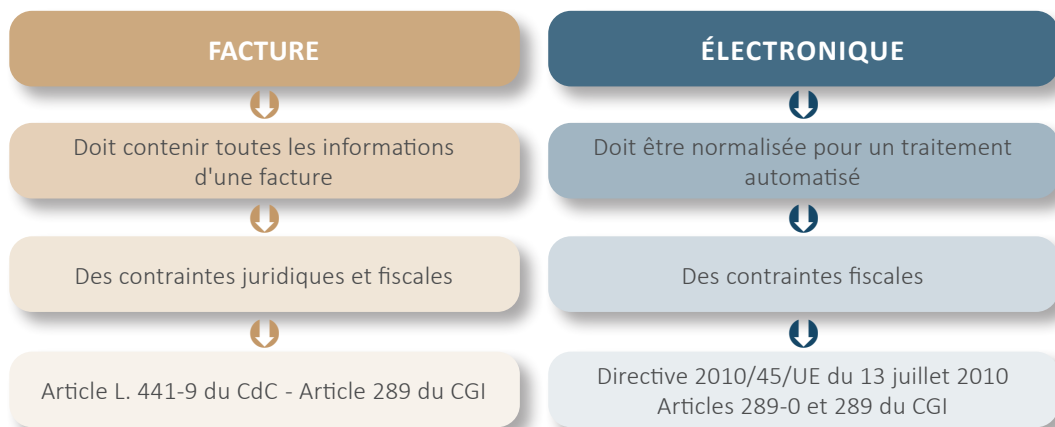 FACTURE
Doit contenir toutes les informations
d'une facture
Des contraintes juridiques et fiscales
Article L. 441-9 du CdC - Article 289 du CGI
ÉLECTRONIQUE
Doit être normalisée pour un traitement
automatisé
Des contraintes fiscales
Directive 2010/45/UE du 13 juillet 2010
Articles 289-0 et 289 du CGI